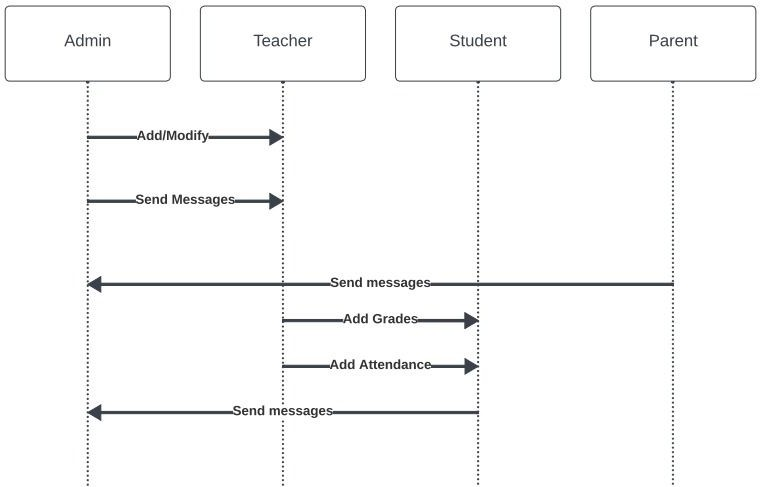 Admin
Teacher
Student
Parent
Add/Modify
Send Messages
Send messages
Add Grades
Add Attendance
Send messages